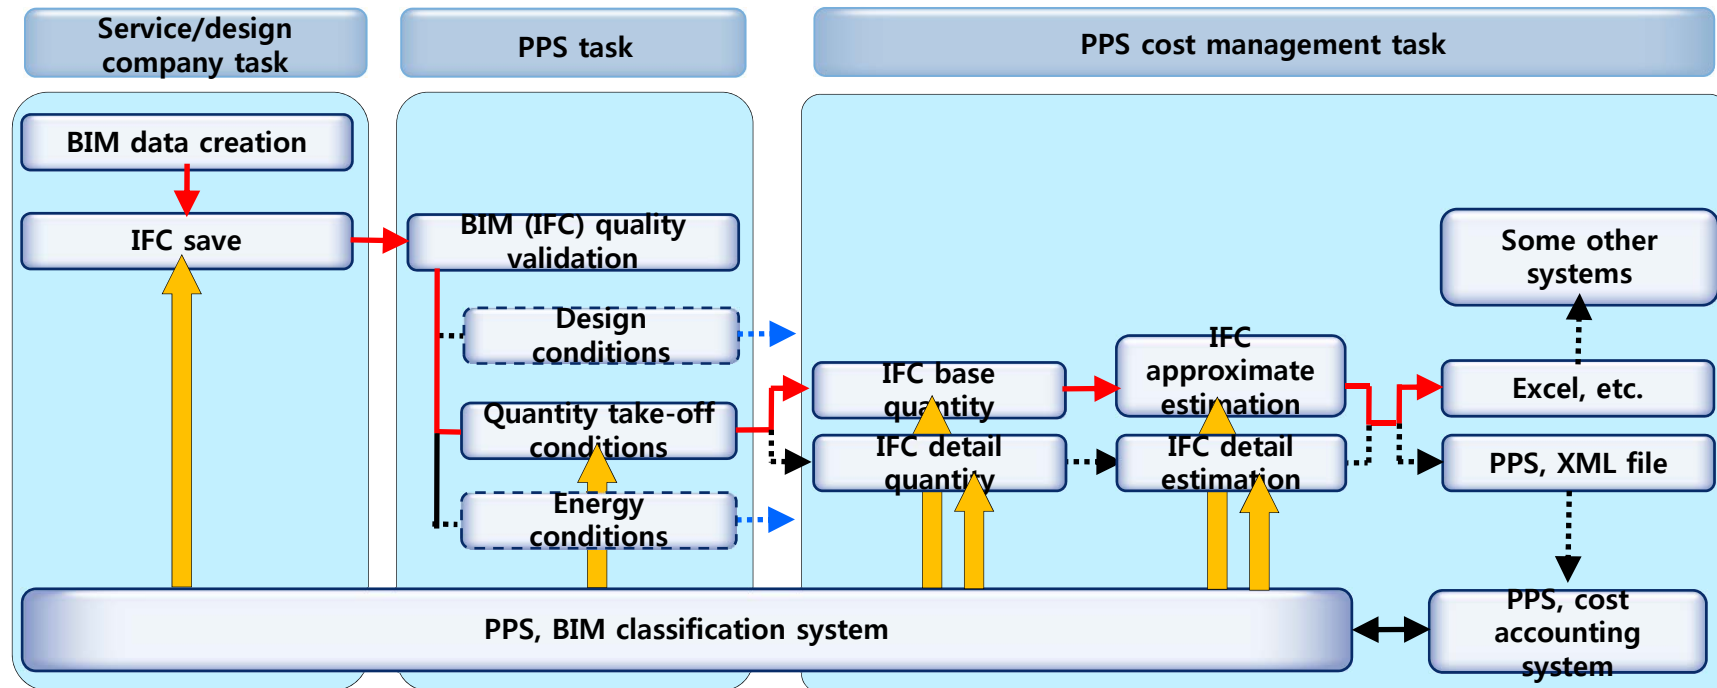 Service/design
company task
PPS task
PPS cost management task
BIM data creation
IFC save
BIM (IFC) quality
validation
Design
conditions
Quantity take-off
conditions
Energy
conditions
IFC base
quantity
IFC detail
quantity
IFC
approximate
estimation
IFC detail
estimation
Some other
systems
Excel, etc.
PPS, XML file
PPS, BIM classification system
PPS, cost
accounting
system